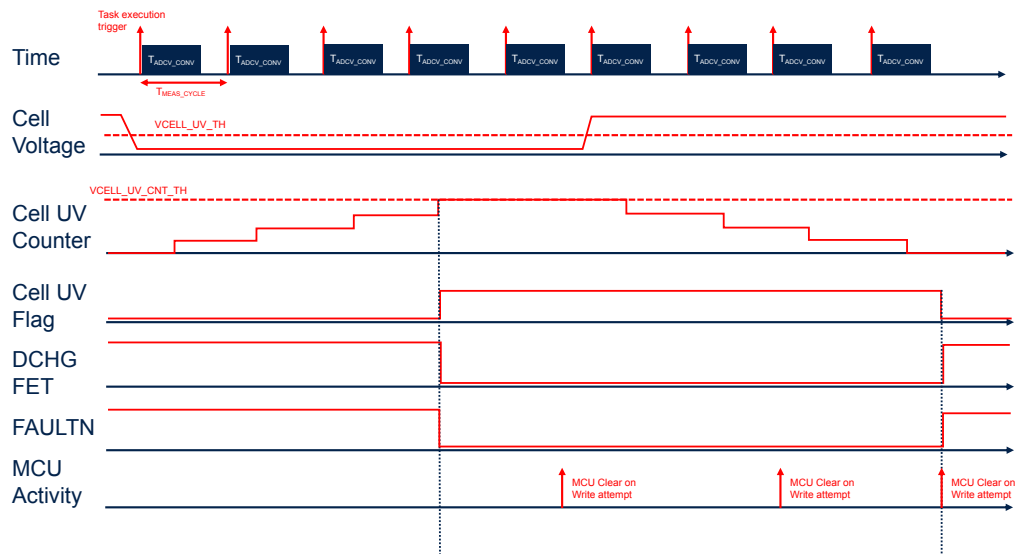 Task execution
trigger
Time
TADCV_CONV TADCV_CONV TADCV_CONV TADCV_CONV TADCV_CONV TADCV_CONV TADCV_CONV TADCV_CONV TADCV_CONV
TMEAS_CYCLE
Cell
Voltage
VCELL_UV_TH
VCELL_UV_CNT_TH
Cell UV
Counter
Cell UV
Flag
DCHG
FET
FAULTN
MCU
Activity
MCU Clear on
Write attempt
MCU Clear on
Write attempt
MCU Clear on
Write attempt